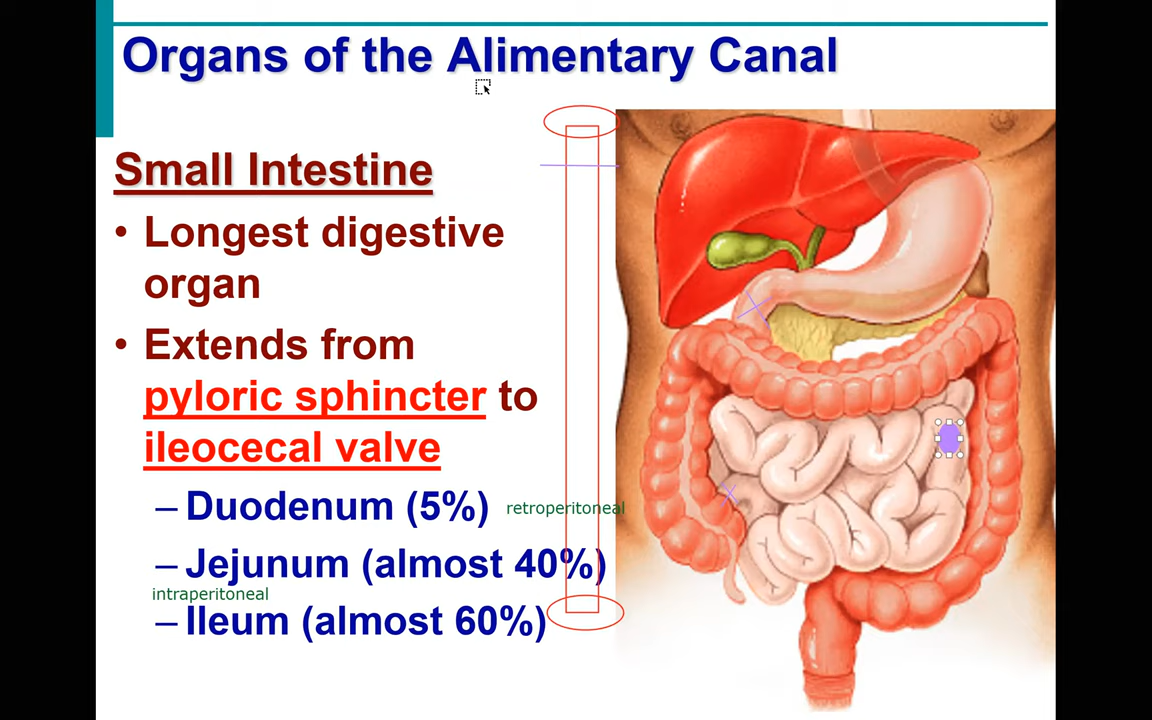 Organs of the Alimentary Canal
Small Intestine
• Longest digestive
organ
• Extends from
pyloric sphincter to
ileocecal valve
– Duodenum (5%) retroperitoneal
– Jejunum (almost 40%)
intraperitoneal
– Ileum (almost 60%)